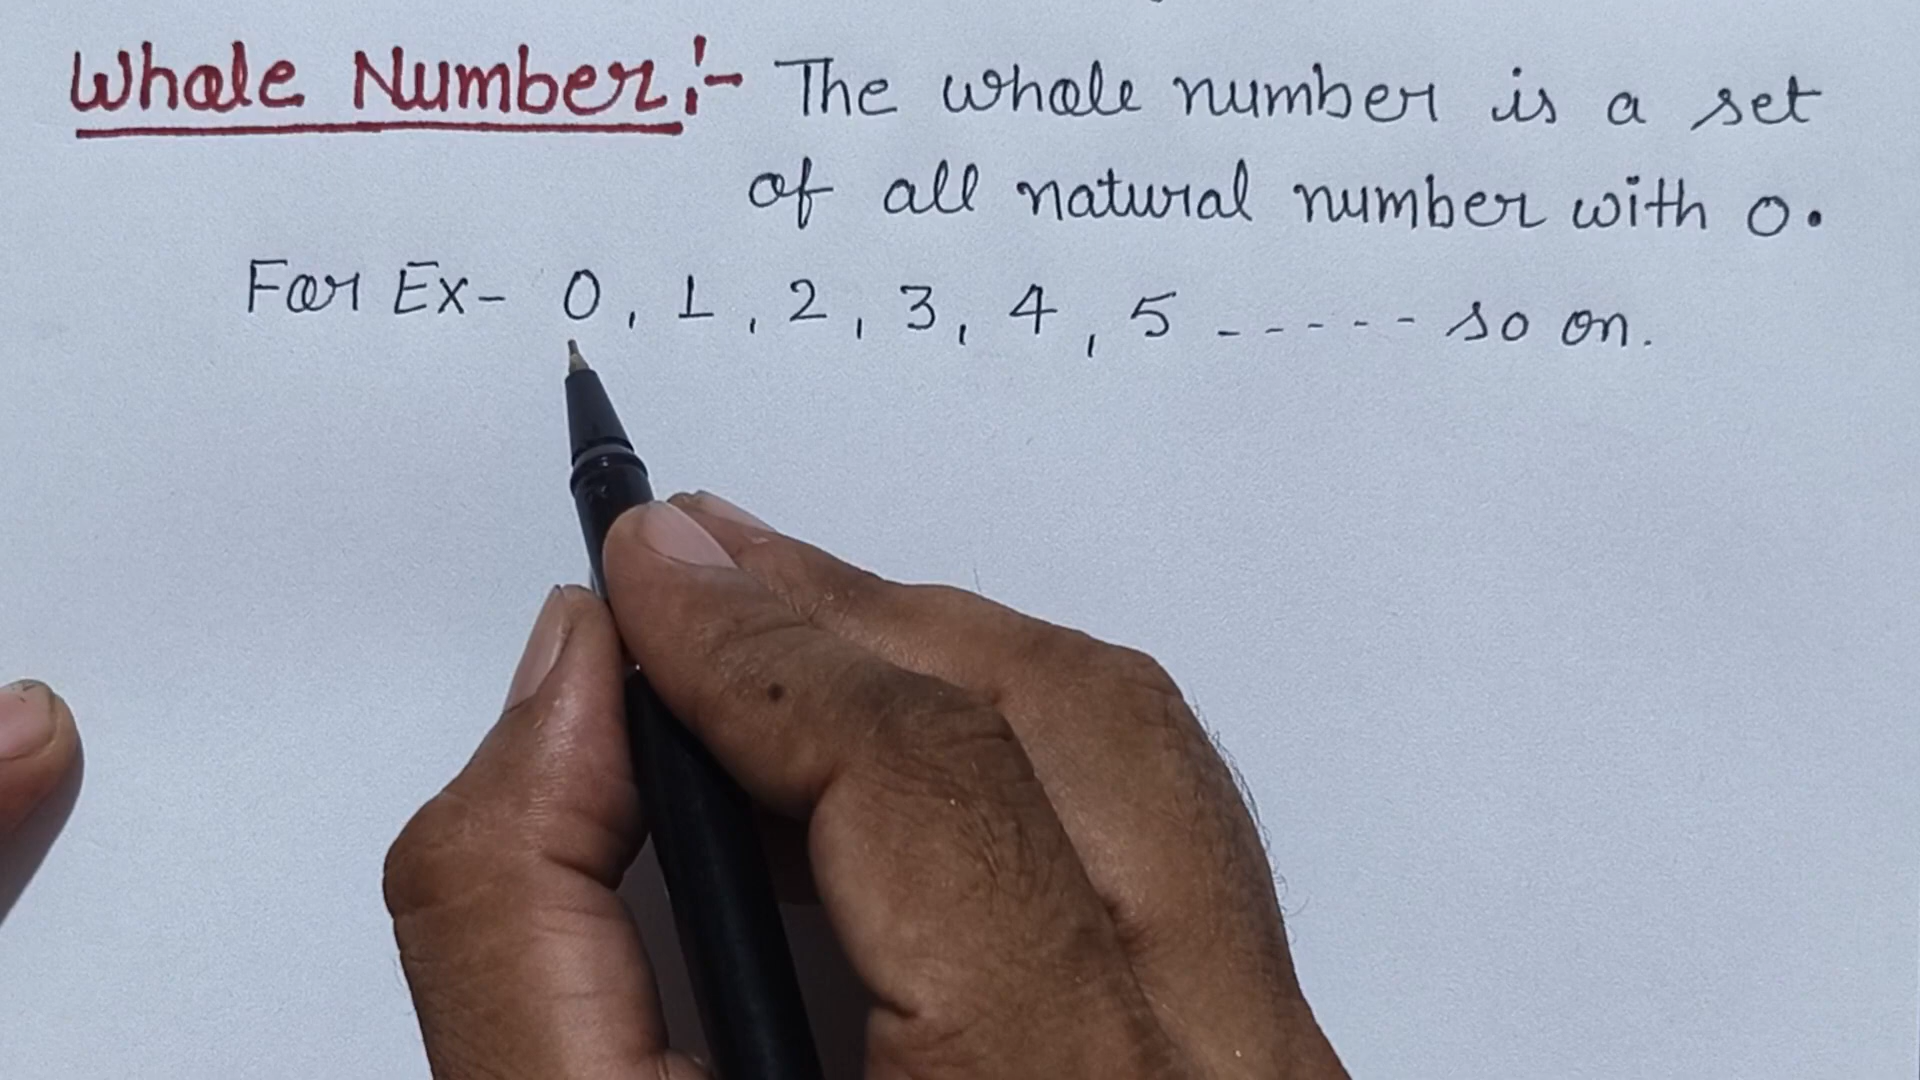 Whole Number:- The whole number is a set
of all natural number with 0.
For Ex- 0, 1, 2, 3, 4, 5 ----- so on.